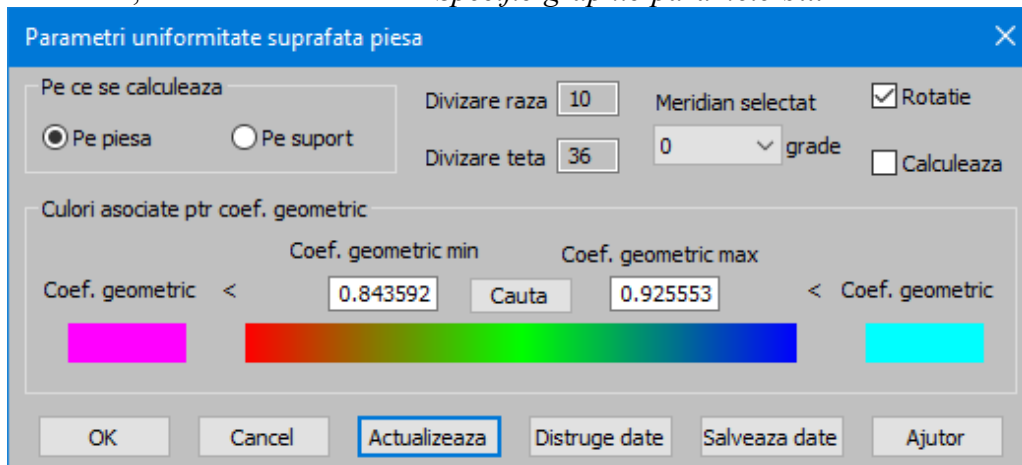 Parametri uniformitate suprafata piesa
Pe ce se calculeaza
Pe piesa
Pe suport
Divizare raza 10
Divizare teta 36
Meridian selectat
0 grade
Rotatie
Calculeaza
Culori asociate ptr coef. geometric
Coef. geometric min
Coef. geometric max
Coef. geometric <
0.843592
Cauta
0.925553
< Coef. geometric
OK
Cancel
Actualizeaza
Distruge date
Salveaza date
Ajutor